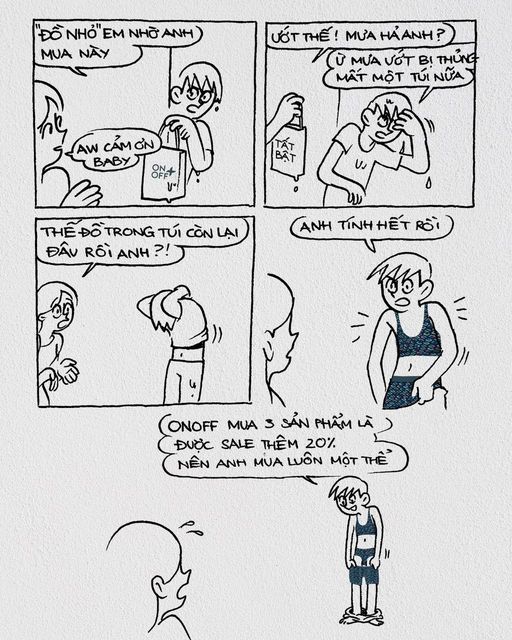 "ĐỒ NHỎ" EM NHỜ ANH
MUA NÀY
AW CẢM ƠN
BABY
ON
OFF+
ƯỚT THẾ! MƯA HẢ ANH?
Ừ MƯA ƯỚT BỊ THỦNG
MẤT MỘT TÚI NỮA
TẤT
BẬT
THẾ ĐỒ TRONG TÚI CÒN LẠI
ĐÂU RỒI ANH?!
ANH TÍNH HẾT RỒI
ONOFF MUA 3 SẢN PHẨM LÀ
ĐƯỢC SALE THÊM 20%
NÊN ANH MUA LUÔN MỘT THỂ